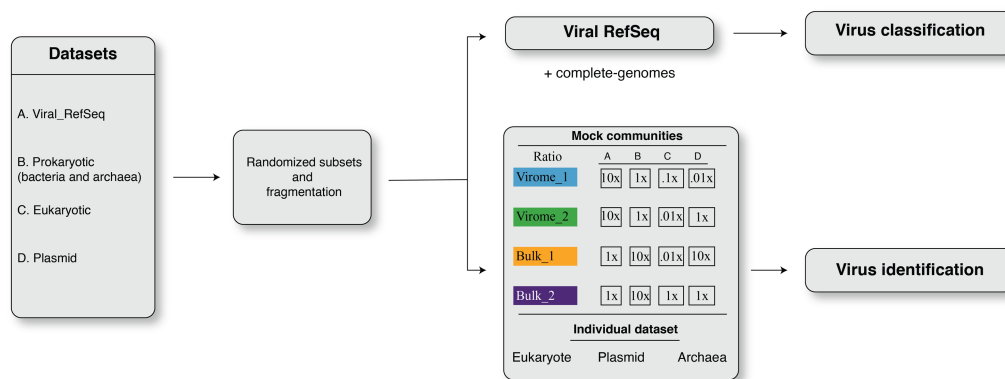 Datasets
A. Viral_RefSeq
B. Prokaryotic
(bacteria and archaea)
C. Eukaryotic
D. Plasmid
Randomized subsets
and
fragmentation
Viral RefSeq
+ complete-genomes
Virus classification
Mock communities
Ratio A B C D
Virome_1 10x 1x .1x .01x
Virome_2 10x 1x .01x 1x
Bulk_1 1x 10x .01x 10x
Bulk_2 1x 10x 1x 1x
Individual dataset
Eukaryote Plasmid Archaea
Virus identification